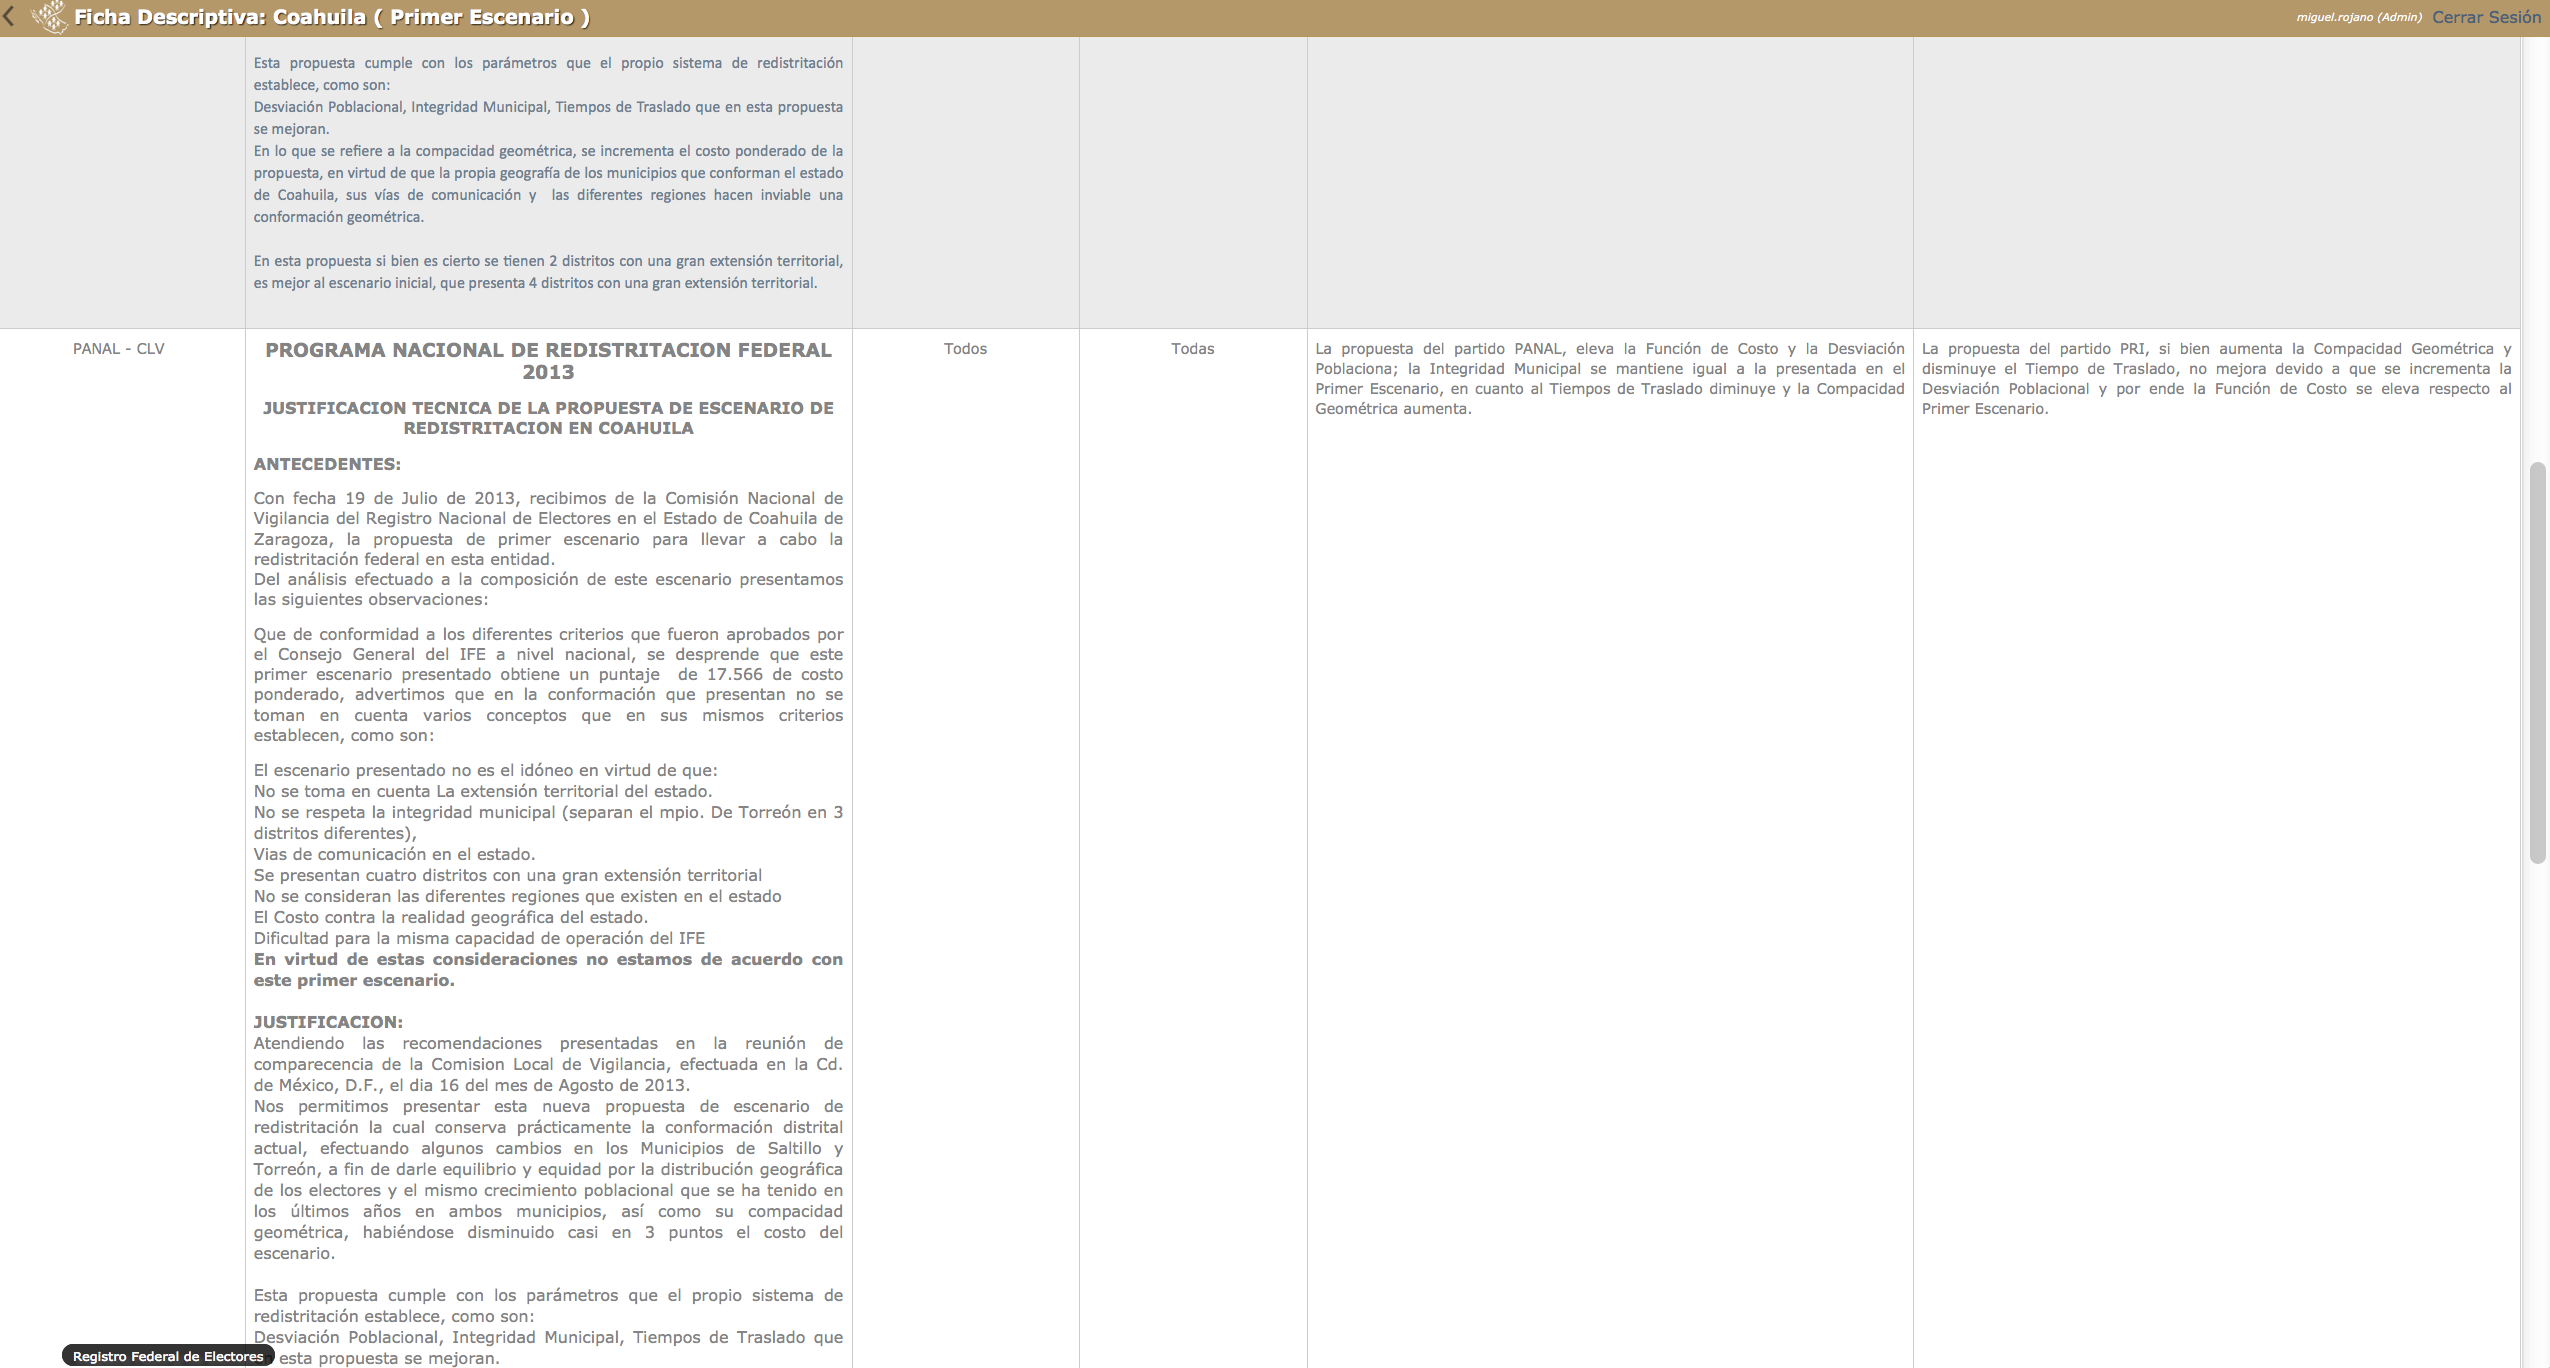 Ficha Descriptiva: Coahuila ( Primer Escenario )
miguel.rojano (Admin) Cerrar Sesión
Esta propuesta cumple con los parámetros que el propio sistema de redistritación
establece, como son:
Desviación Poblacional, Integridad Municipal, Tiempos de Traslado que en esta propuesta
se mejoran.
En lo que se refiere a la compacidad geométrica, se incrementa el costo ponderado de la
propuesta, en virtud de que la propia geografía de los municipios que conforman el estado
de Coahuila, sus vías de comunicación y las diferentes regiones hacen inviable una
conformación geométrica.
En esta propuesta si bien es cierto se tienen 2 distritos con una gran extensión territorial,
es mejor al escenario inicial, que presenta 4 distritos con una gran extensión territorial.
PANAL - CLV
PROGRAMA NACIONAL DE REDISTRITACION FEDERAL
2013
JUSTIFICACION TECNICA DE LA PROPUESTA DE ESCENARIO DE
REDISTRITACION EN COAHUILA
ANTECEDENTES:
Con fecha 19 de Julio de 2013, recibimos de la Comisión Nacional de
Vigilancia del Registro Nacional de Electores en el Estado de Coahuila de
Zaragoza, la propuesta de primer escenario para llevar a cabo la
redistritación federal en esta entidad.
Del análisis efectuado a la composición de este escenario presentamos
las siguientes observaciones:
Que de conformidad a los diferentes criterios que fueron aprobados por
el Consejo General del IFE a nivel nacional, se desprende que este
primer escenario presentado obtiene un puntaje de 17.566 de costo
ponderado, advertimos que en la conformación que presentan no se
toman en cuenta varios conceptos que en sus mismos criterios
establecen, como son:
El escenario presentado no es el idóneo en virtud de que:
No se toma en cuenta La extensión territorial del estado.
No se respeta la integridad municipal (separan el mpio. De Torreón en 3
distritos diferentes),
Vias de comunicación en el estado.
Se presentan cuatro distritos con una gran extensión territorial
No se consideran las diferentes regiones que existen en el estado
El Costo contra la realidad geográfica del estado.
Dificultad para la misma capacidad de operación del IFE
En virtud de estas consideraciones no estamos de acuerdo con
este primer escenario.
JUSTIFICACION:
Atendiendo las recomendaciones presentadas en la reunión de
comparecencia de la Comision Local de Vigilancia, efectuada en la Cd.
de México, D.F., el dia 16 del mes de Agosto de 2013.
Nos permitimos presentar esta nueva propuesta de escenario de
redistritación la cual conserva prácticamente la conformación distrital
actual, efectuando algunos cambios en los Municipios de Saltillo y
Torreón, a fin de darle equilibrio y equidad por la distribución geográfica
de los electores y el mismo crecimiento poblacional que se ha tenido en
los últimos años en ambos municipios, así como su compacidad
geométrica, habiéndose disminuido casi en 3 puntos el costo del
escenario.
Esta propuesta cumple con los parámetros que el propio sistema de
redistritación establece, como son:
Desviación Poblacional, Integridad Municipal, Tiempos de Traslado que
esta propuesta se mejoran.
Todos
Todas
La propuesta del partido PANAL, eleva la Función de Costo y la Desviación
Poblaciona; la Integridad Municipal se mantiene igual a la presentada en el
Primer Escenario, en cuanto al Tiempos de Traslado diminuye y la Compacidad
Geométrica aumenta.
La propuesta del partido PRI, si bien aumenta la Compacidad Geométrica y
disminuye el Tiempo de Traslado, no mejora devido a que se incrementa la
Desviación Poblacional y por ende la Función de Costo se eleva respecto al
Primer Escenario.
Registro Federal de Electores